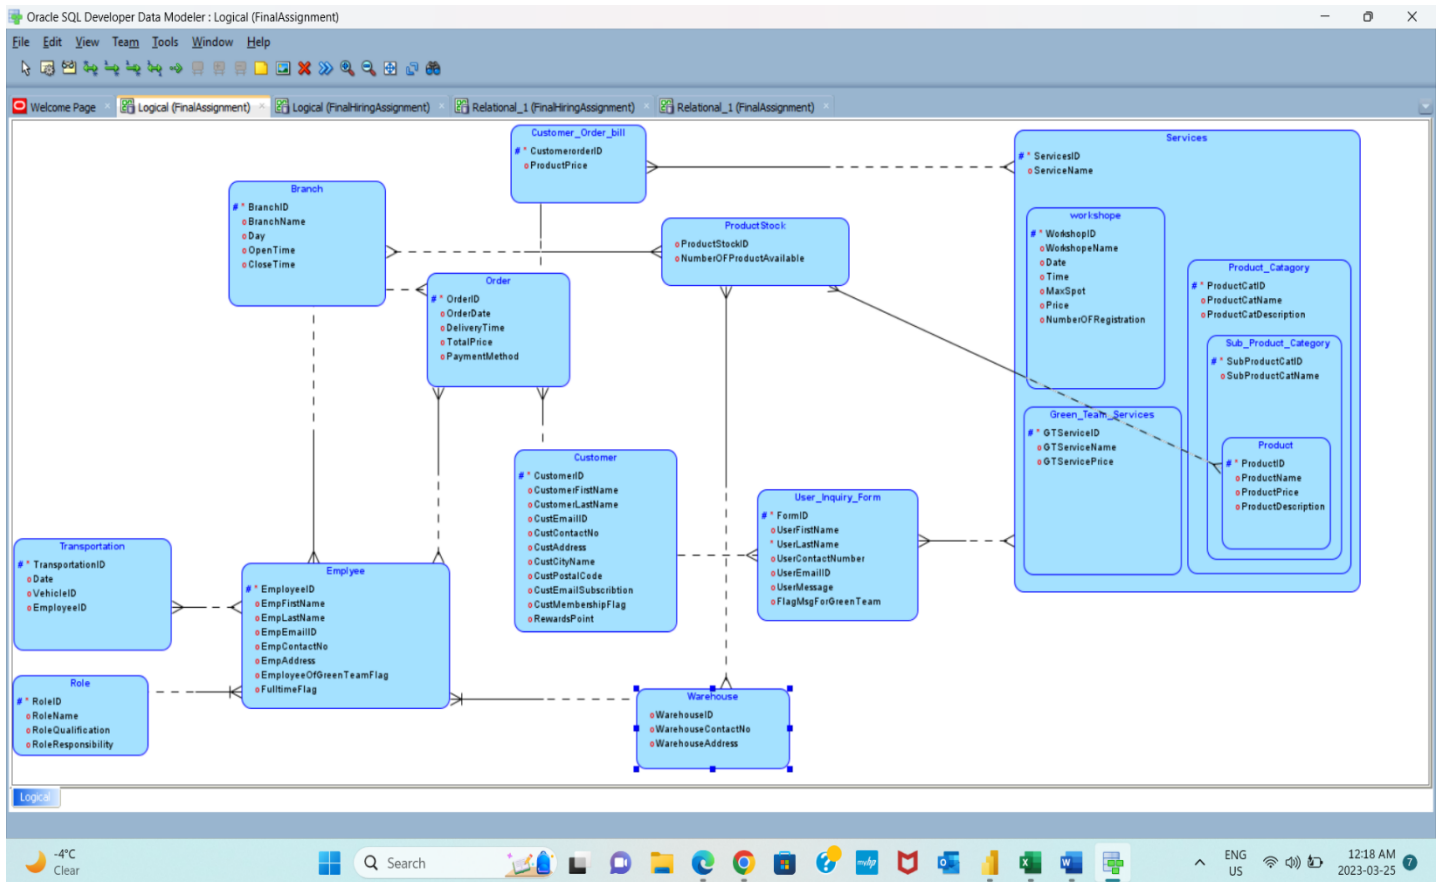 Oracle SQL Developer Data Modeler : Logical (FinalAssignment)
File Edit View Team Tools Window Help
Welcome Page
Logical (FinalAssignment)
Logical (FinalHiringAssignment)
Relational_1 (FinalHiringAssignment)
Relational_1 (FinalAssignment)
Customer_Order_bill
# * CustomerorderID
o ProductPrice
Services
# * ServicesID
o ServiceName
Branch
# * BranchID
o BranchName
o Day
o OpenTime
o CloseTime
workshope
# * WorkshopID
o WorkshopeName
o Date
o Time
o MaxSpot
o Price
o NumberOFRegistration
ProductStock
o ProductStockID
o NumberOFProductAvailable
Product_Catagory
# * ProductCatID
o ProductCatName
o ProductCatDescription
Order
# * OrderID
o OrderDate
o DeliveryTime
o TotalPrice
o PaymentMethod
Sub_Product_Category
# * SubProductCatID
o SubProductCatName
Green_Team_Services
# * GTServiceID
o GTServiceName
o GTServicePrice
Product
# * ProductID
o ProductName
o ProductPrice
o ProductDescription
Customer
# * CustomerID
o CustomerFirstName
o CustomerLastName
o CustEmailID
o CustContactNo
o CustAddress
o CustCityName
o CustPostalCode
o CustEmailSubscribtion
o CustMembershipFlag
o RewardsPoint
User_Inquiry_Form
# * FormID
o UserFirstName
* UserLastName
o UserContactNumber
o UserEmailID
o UserMessage
o FlagMsgForGreenTeam
Transportation
# * TransportationID
o Date
o VehicleID
o EmployeeID
Emplyee
# * EmployeeID
o EmpFirstName
o EmpLastName
o EmpEmailID
o EmpContactNo
o EmpAddress
o EmployeeOfGreenTeamFlag
o FulltimeFlag
Role
# * RoleID
o RoleName
o RoleQualification
o RoleResponsibility
Warehouse
o WarehouseID
o WarehouseContactNo
o WarehouseAddress
Logical
-4°C
Clear
Search
myhp
ENG
US
12:18 AM
2023-03-25
7